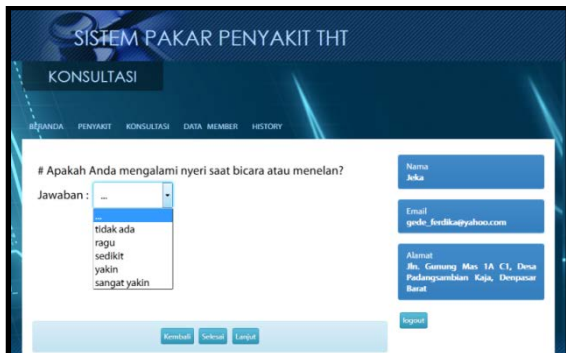 SISTEM PAKAR PENYAKIT THT
KONSULTASI
BERANDA PENYAKIT KONSULTASI DATA MEMBER HISTORY
# Apakah Anda mengalami nyeri saat bicara atau menelan?
Jawaban : ...
...
tidak ada
ragu
sedikit
yakin
sangat yakin
Kembali Selesai Lanjut
Nama
Jeka
Email
gede_ferdika@yahoo.com
Alamat
Jln. Gunung Mas 1A C1, Desa
Padangsambian Kaja, Denpasar
Barat
logout